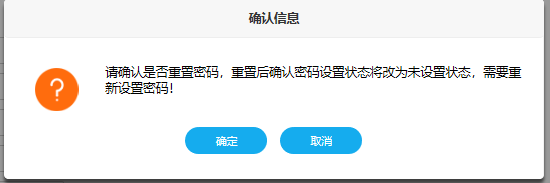 确认信息
请确认是否重置密码，重置后确认密码设置状态将改为未设置状态，需要重
新设置密码！
确定
取消